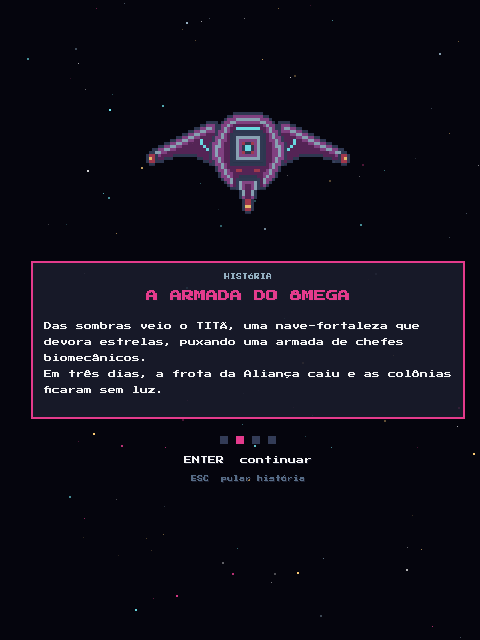 HISTÓRIA
A ARMADA DO ÔMEGA
Das sombras veio o TITÃ, uma nave-fortaleza que
devora estrelas, puxando uma armada de chefes
biomecânicos.
Em três dias, a frota da Aliança caiu e as colônias
ficaram sem luz.
ENTER continuar
ESC pular história